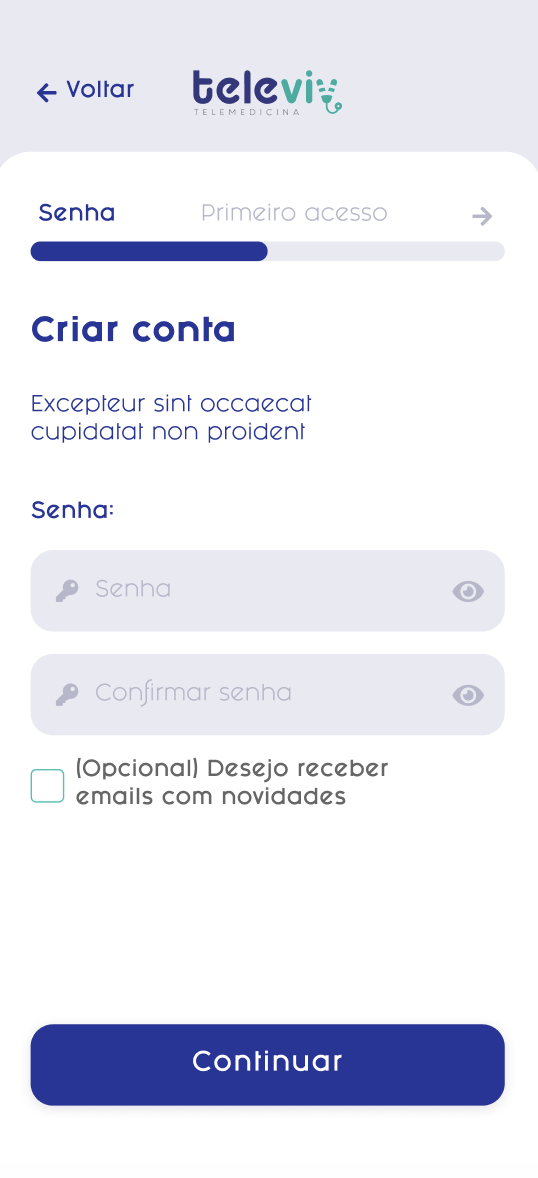 Voltar
televiv
TELEMEDICINA
Senha
Primeiro acesso
Criar conta
Excepteur sint occaecat
cupidatat non proident
Senha:
Senha
Confirmar senha
(Opcional) Desejo receber
emails com novidades
Continuar